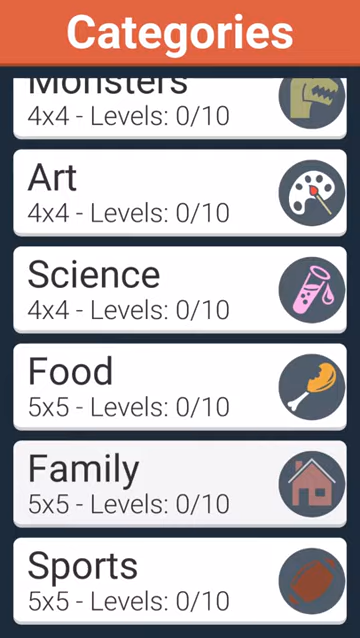 Categories
Monsters
4x4 - Levels: 0/10
Art
4x4 - Levels: 0/10
Science
4x4 - Levels: 0/10
Food
5x5 - Levels: 0/10
Family
5x5 - Levels: 0/10
Sports
5x5 - Levels: 0/10